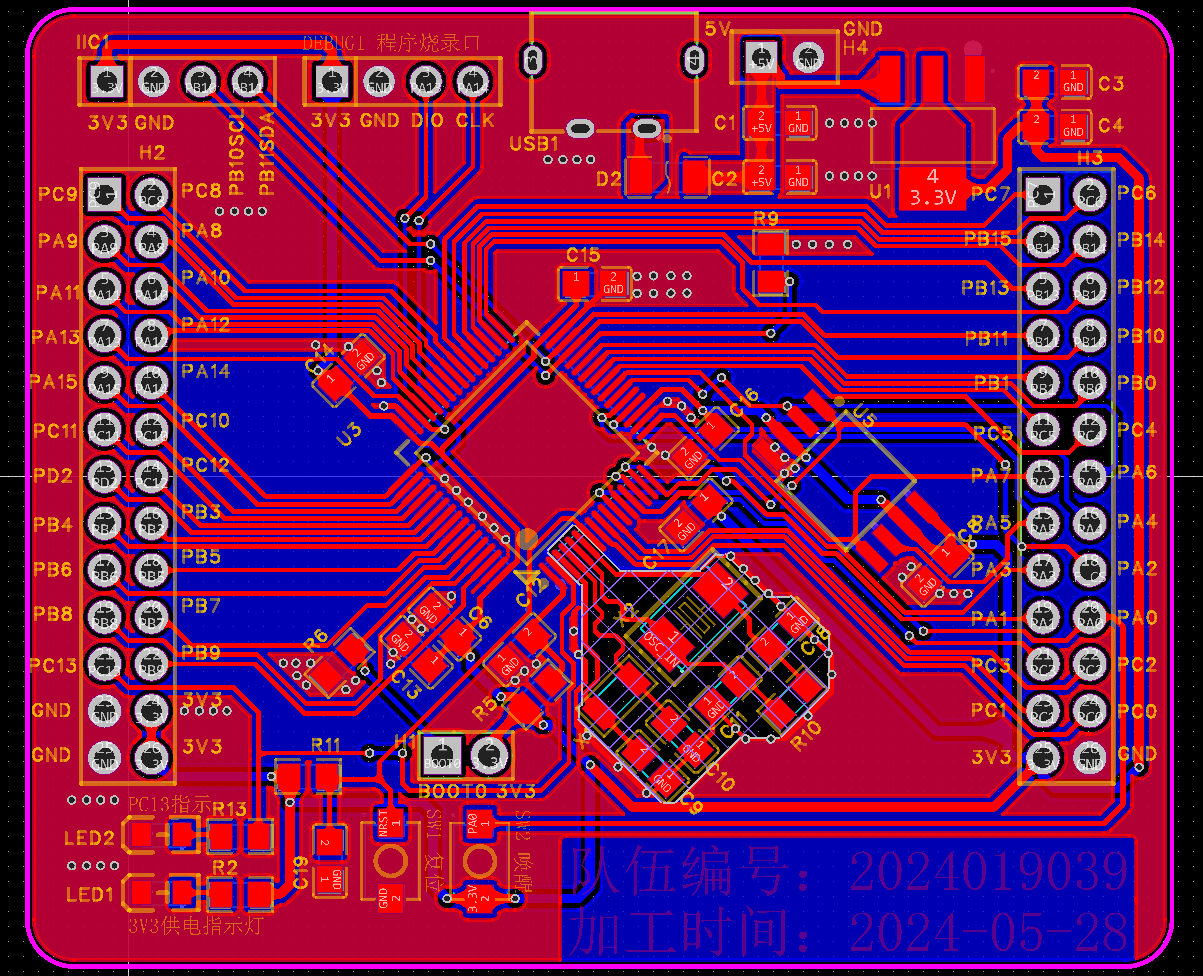 IIC1
DEBUG1 程序烧录口
5V
GND
H4
3V3 GND
3V3 GND DIO CLK
PB10SCL
PB11SDA
USB1
C1
C2
D2
C3
C4
U1
4
3.3V
H2
H3
PC9 PC8
PA9 PA8
PA11 PA10
PA13 PA12
PA15 PA14
PC11 PC10
PD2 PC12
PB4 PB3
PB6 PB5
PB8 PB7
PC13 PB9
GND 3V3
GND 3V3
PC7 PC6
PB15 PB14
PB13 PB12
PB11 PB10
PB1 PB0
PC5 PC4
PA7 PA6
PA5 PA4
PA3 PA2
PA1 PA0
PC3 PC2
PC1 PC0
3V3 GND
R9
C15
C14
U3
C16
U5
C17
C12
C6
C13
R6
R5
R10
C10
C9
OSC_IN
H1
BOOT0 3V3
R11
PC13指示
LED2
R13
R2
LED1
3V3供电指示灯
C19
NRST
SW1 复位
PA0
3.3V
SW2 唤醒
队伍编号：2024019039
加工时间：2024-05-28